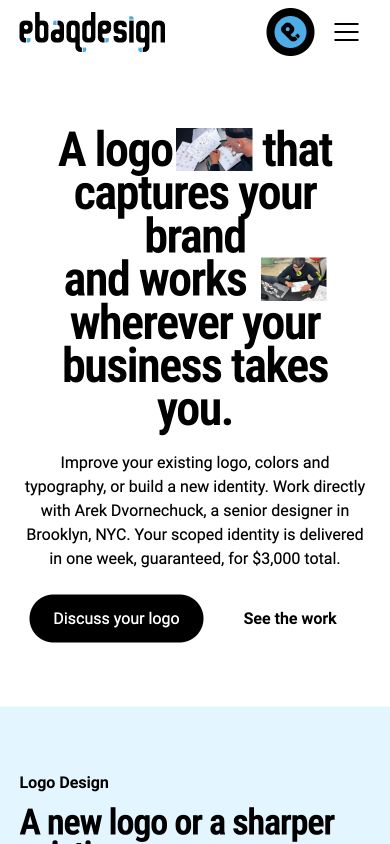 ebaqdesign
A logo that
captures your
brand
and works
wherever your
business takes
you.
Improve your existing logo, colors and
typography, or build a new identity. Work directly
with Arek Dvornechuck, a senior designer in
Brooklyn, NYC. Your scoped identity is delivered
in one week, guaranteed, for $3,000 total.
Discuss your logo
See the work
Logo Design
A new logo or a sharper